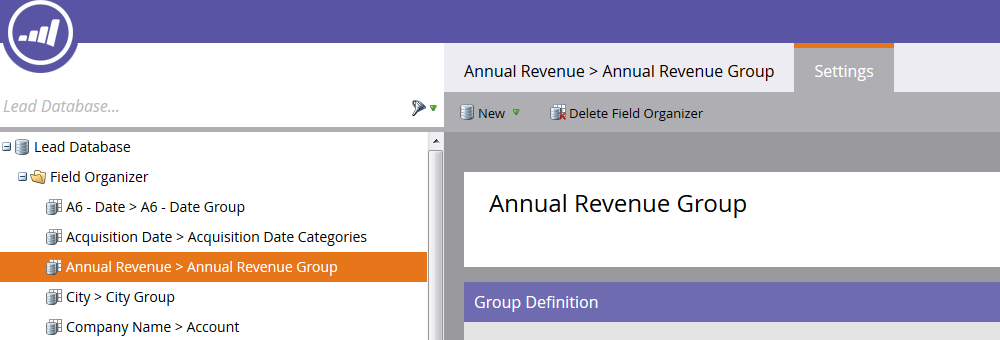 Annual Revenue > Annual Revenue Group
Settings
Lead Database...
New
Delete Field Organizer
Lead Database
Field Organizer
A6 - Date > A6 - Date Group
Acquisition Date > Acquisition Date Categories
Annual Revenue > Annual Revenue Group
City > City Group
Company Name > Account
Annual Revenue Group
Group Definition